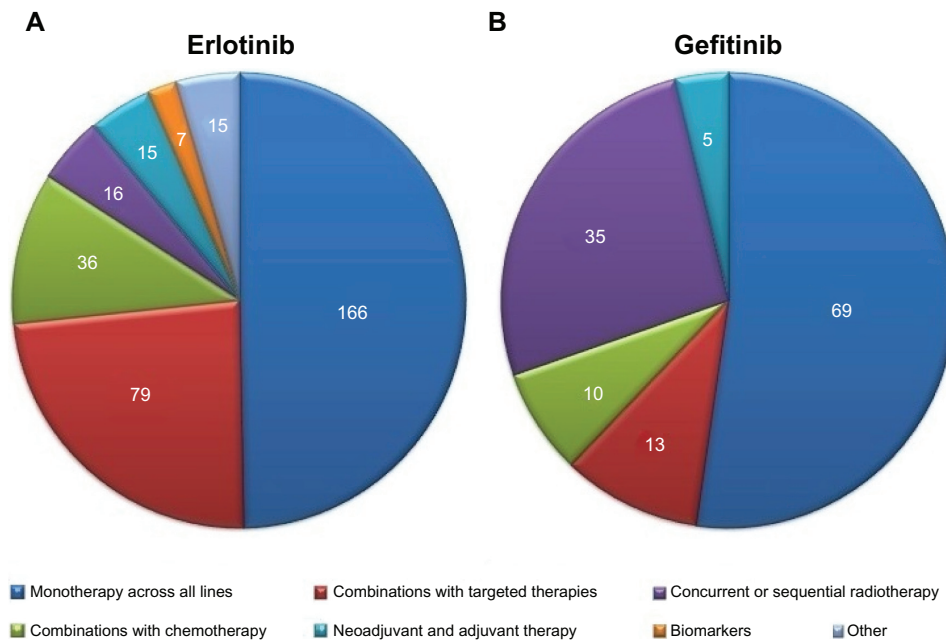 A
Erlotinib
15
7
15
16
36
166
79
B
Gefitinib
5
35
69
10
13
Monotherapy across all lines
Combinations with targeted therapies
Concurrent or sequential radiotherapy
Combinations with chemotherapy
Neoadjuvant and adjuvant therapy
Biomarkers
Other